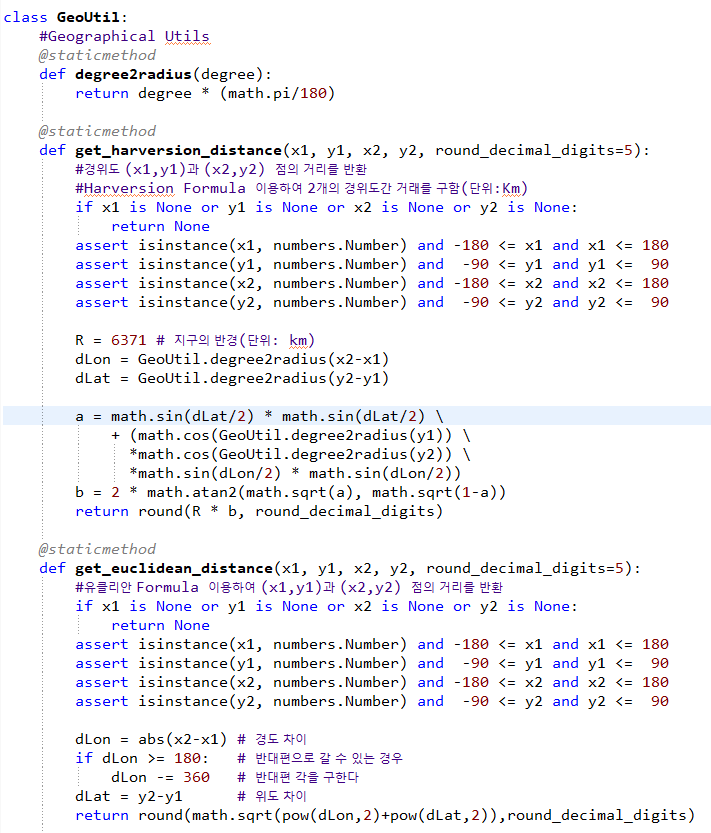 class GeoUtil:
    #Geographical Utils
    @staticmethod
    def degree2radius(degree):
        return degree * (math.pi/180)

    @staticmethod
    def get_harversion_distance(x1, y1, x2, y2, round_decimal_digits=5):
        #경위도 (x1,y1)과 (x2,y2) 점의 거리를 반환
        #Harversion Formula 이용하여 2개의 경위도간 거래를 구함(단위:Km)
        if x1 is None or y1 is None or x2 is None or y2 is None:
            return None
        assert isinstance(x1, numbers.Number) and -180 <= x1 and x1 <= 180
        assert isinstance(y1, numbers.Number) and  -90 <= y1 and y1 <=  90
        assert isinstance(x2, numbers.Number) and -180 <= x2 and x2 <= 180
        assert isinstance(y2, numbers.Number) and  -90 <= y2 and y2 <=  90

        R = 6371 # 지구의 반경(단위: km)
        dLon = GeoUtil.degree2radius(x2-x1)
        dLat = GeoUtil.degree2radius(y2-y1)

        a = math.sin(dLat/2) * math.sin(dLat/2) \
            + (math.cos(GeoUtil.degree2radius(y1)) \
              *math.cos(GeoUtil.degree2radius(y2)) \
              *math.sin(dLon/2) * math.sin(dLon/2))
        b = 2 * math.atan2(math.sqrt(a), math.sqrt(1-a))
        return round(R * b, round_decimal_digits)

    @staticmethod
    def get_euclidean_distance(x1, y1, x2, y2, round_decimal_digits=5):
        #유클리안 Formula 이용하여 (x1,y1)과 (x2,y2) 점의 거리를 반환
        if x1 is None or y1 is None or x2 is None or y2 is None:
            return None
        assert isinstance(x1, numbers.Number) and -180 <= x1 and x1 <= 180
        assert isinstance(y1, numbers.Number) and  -90 <= y1 and y1 <=  90
        assert isinstance(x2, numbers.Number) and -180 <= x2 and x2 <= 180
        assert isinstance(y2, numbers.Number) and  -90 <= y2 and y2 <=  90

        dLon = abs(x2-x1) # 경도 차이
        if dLon >= 180:   # 반대편으로 갈 수 있는 경우
            dLon -= 360   # 반대편 각을 구한다
        dLat = y2-y1      # 위도 차이
        return round(math.sqrt(pow(dLon,2)+pow(dLat,2)),round_decimal_digits)